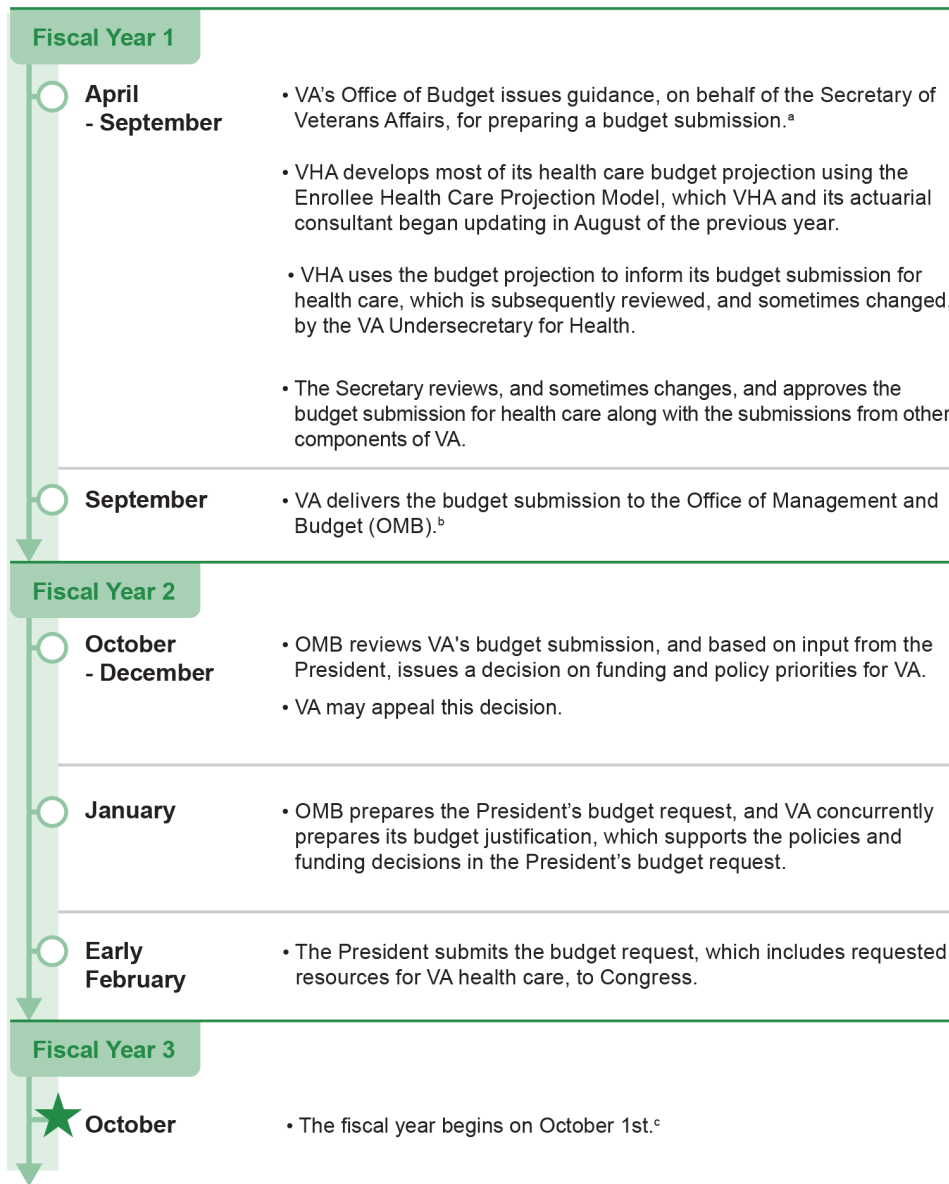 Fiscal Year 1
April
- September
• VA’s Office of Budget issues guidance, on behalf of the Secretary of
Veterans Affairs, for preparing a budget submission.ᵃ
• VHA develops most of its health care budget projection using the
Enrollee Health Care Projection Model, which VHA and its actuarial
consultant began updating in August of the previous year.
• VHA uses the budget projection to inform its budget submission for
health care, which is subsequently reviewed, and sometimes changed,
by the VA Undersecretary for Health.
• The Secretary reviews, and sometimes changes, and approves the
budget submission for health care along with the submissions from other
components of VA.
September
• VA delivers the budget submission to the Office of Management and
Budget (OMB).ᵇ
Fiscal Year 2
October
- December
• OMB reviews VA's budget submission, and based on input from the
President, issues a decision on funding and policy priorities for VA.
• VA may appeal this decision.
January
• OMB prepares the President’s budget request, and VA concurrently
prepares its budget justification, which supports the policies and
funding decisions in the President’s budget request.
Early
February
• The President submits the budget request, which includes requested
resources for VA health care, to Congress.
Fiscal Year 3
October
• The fiscal year begins on October 1st.ᶜ